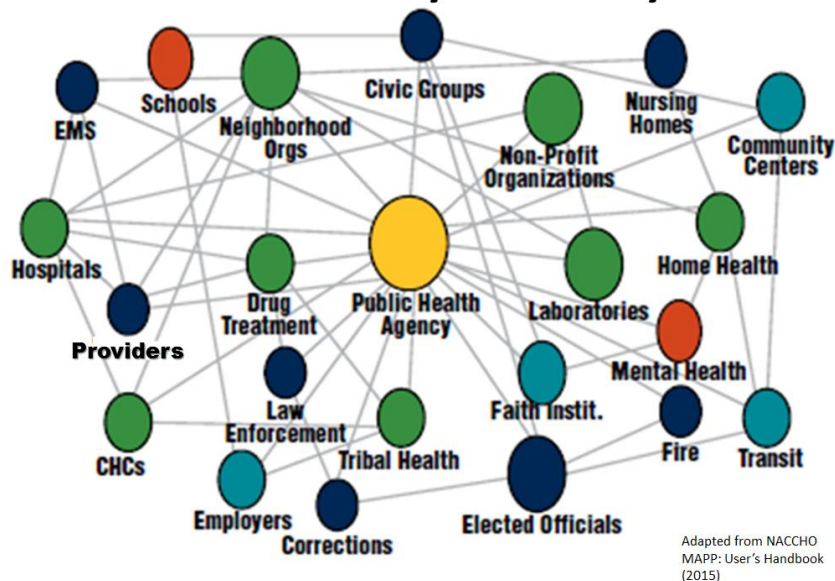 Civic Groups
Schools
EMS
Neighborhood
Orgs
Nursing
Homes
Community
Centers
Non-Profit
Organizations
Hospitals
Home Health
Drug
Treatment
Public Health
Agency
Laboratories
Providers
Mental Health
Law
Enforcement
Faith Instit.
CHCs
Tribal Health
Fire
Transit
Employers
Corrections
Elected Officials
Adapted from NACCHO
MAPP: User's Handbook
(2015)